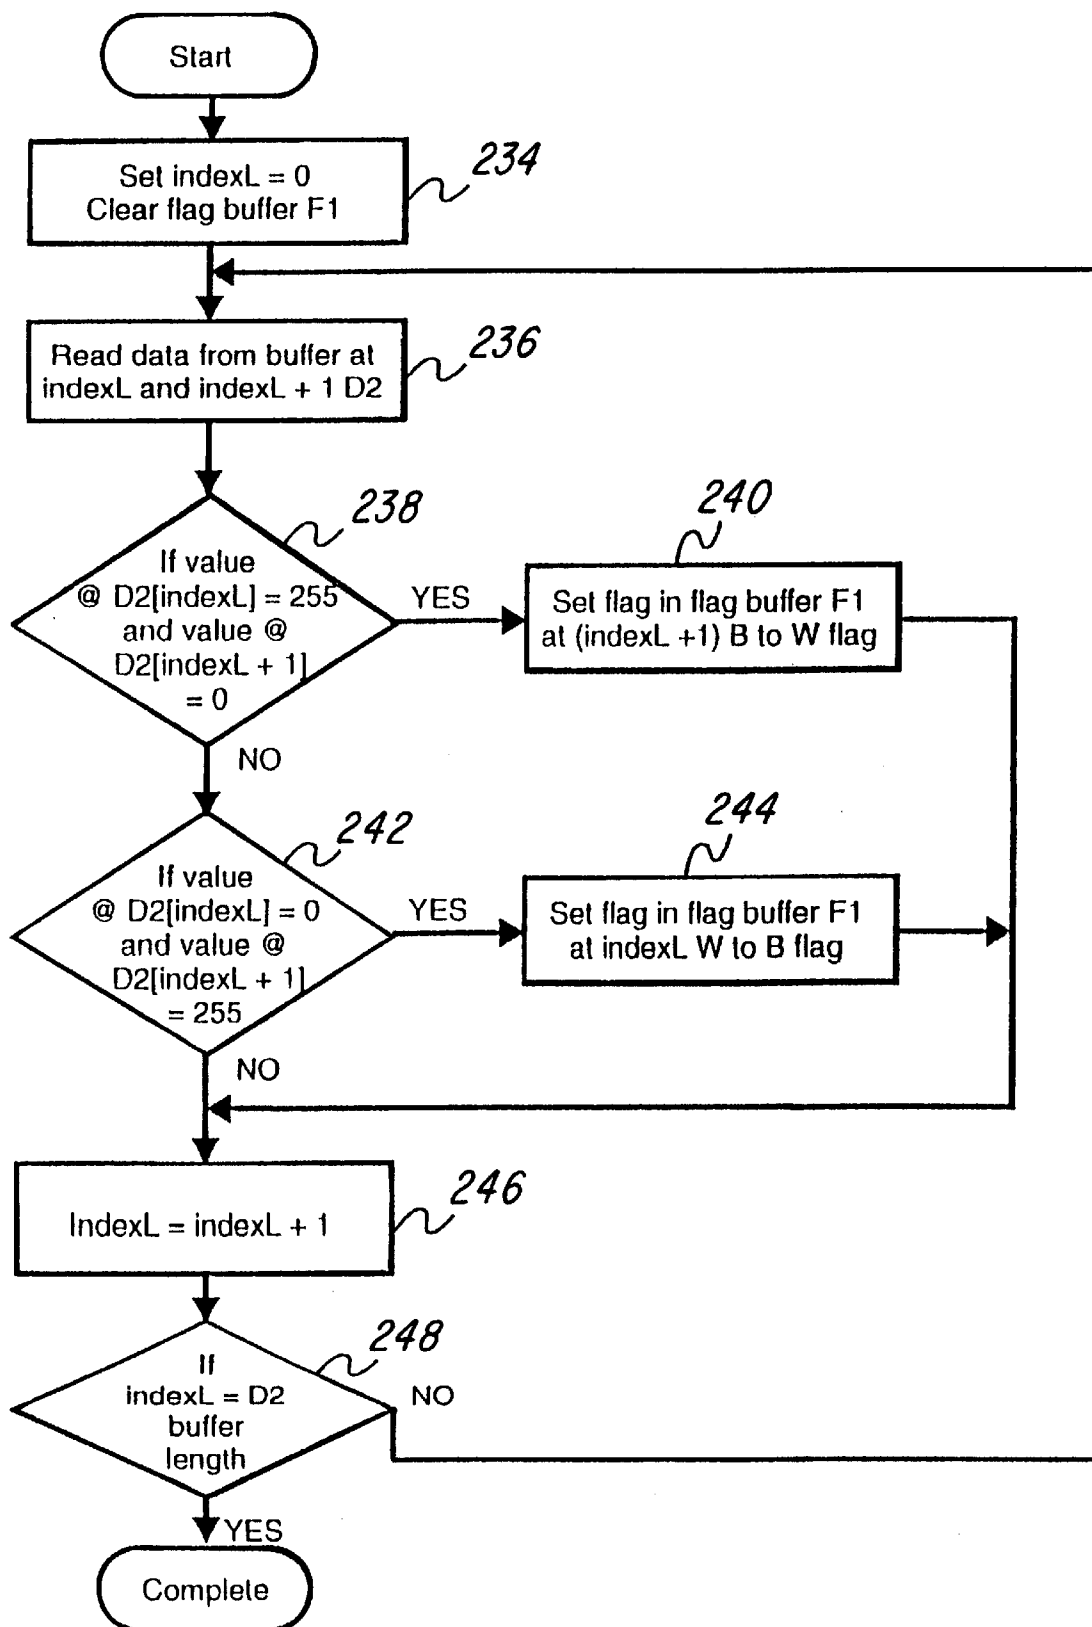 Start
234
Set indexL = 0
Clear flag buffer F1
236
Read data from buffer at
indexL and indexL + 1 D2
238
If value
@ D2[indexL] = 255
and value @
D2[indexL + 1]
= 0
YES
240
Set flag in flag buffer F1
at (indexL +1) B to W flag
NO
242
If value
@ D2[indexL] = 0
and value @
D2[indexL + 1]
= 255
YES
244
Set flag in flag buffer F1
at indexL W to B flag
NO
246
IndexL = indexL + 1
248
If
indexL = D2
buffer
length
NO
YES
Complete